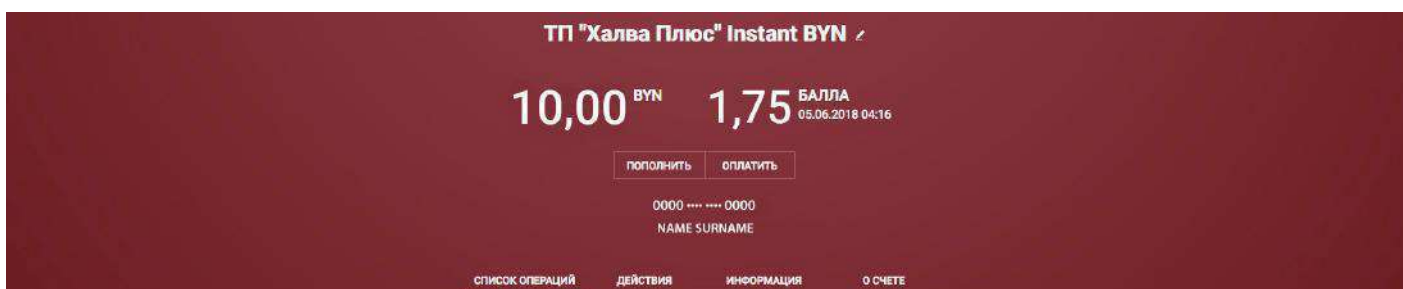 ТП "Халва Плюс" Instant BYN
10,00 BYN 1,75 БАЛЛА
05.06.2018 04:16
ПОПОЛНИТЬ ОПЛАТИТЬ
0000 •••• •••• 0000
NAME SURNAME
СПИСОК ОПЕРАЦИЙ ДЕЙСТВИЯ ИНФОРМАЦИЯ О СЧЕТЕ